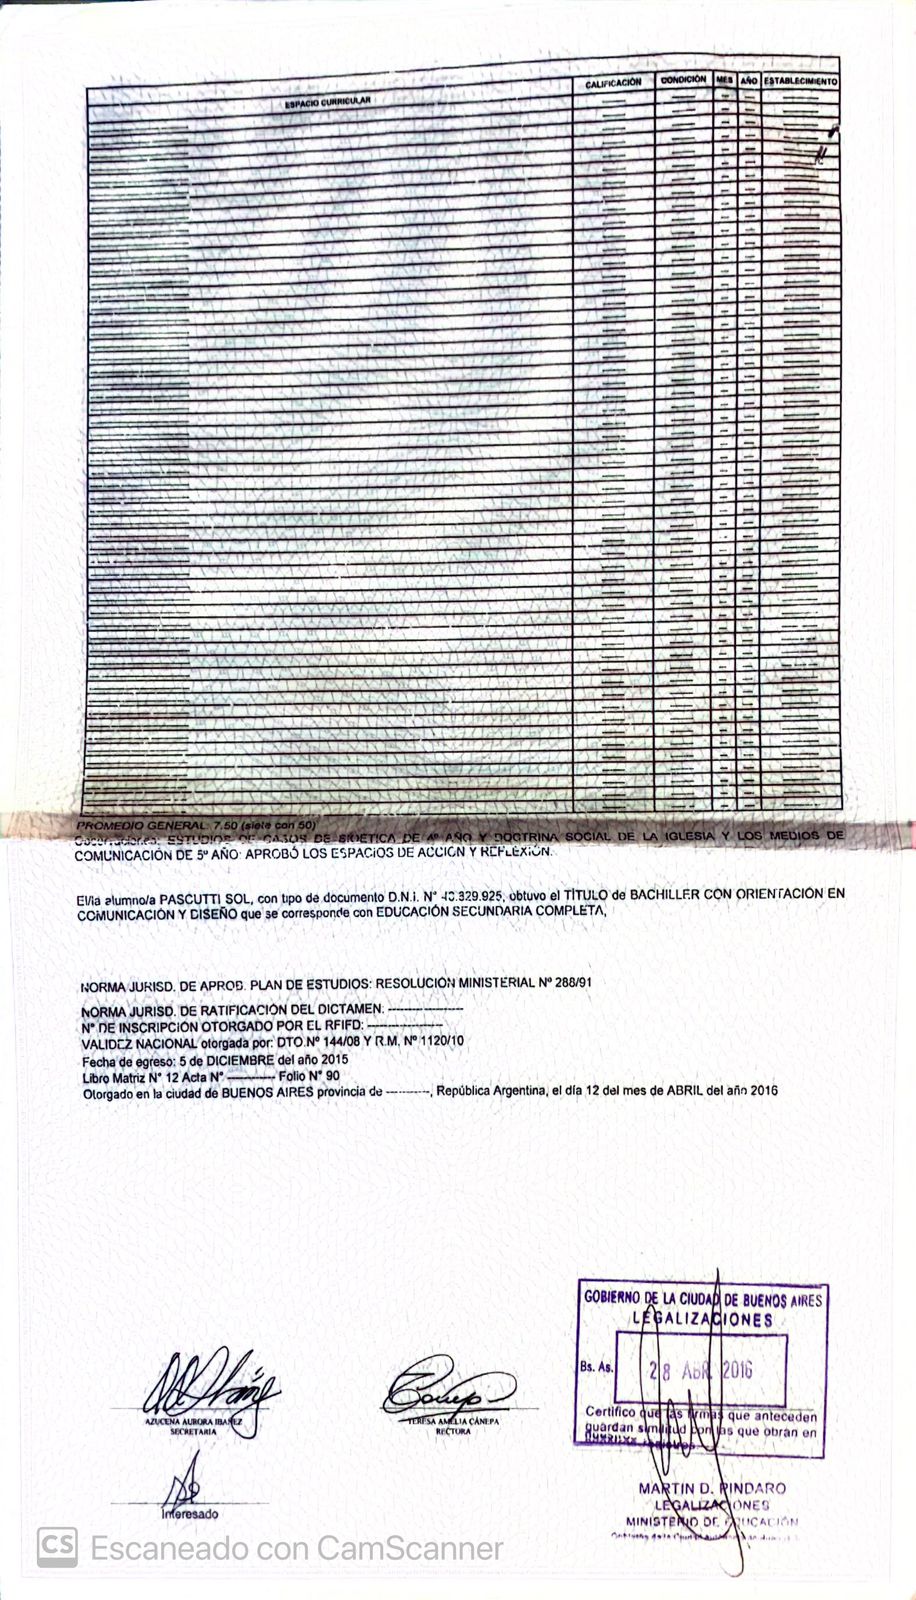 ESPACIO CURRICULAR CALIFICACIÓN CONDICIÓN MES AÑO ESTABLECIMIENTO
PROMEDIO GENERAL: 7.50 (siete con 50)
Observaciones: ESTUDIOS DE CASOS DE BIOETICA DE 4º AÑO Y DOCTRINA SOCIAL DE LA IGLESIA Y LOS MEDIOS DE
COMUNICACIÓN DE 5º AÑO: APROBÓ LOS ESPACIOS DE ACCION Y REFLEXIÓN.
El/la alumno/a PASCUTTI SOL, con tipo de documento D.N.I. N° .329.925, obtuvo el TÍTULO de BACHILLER CON ORIENTACIÓN EN
COMUNICACIÓN Y DISEÑO que se corresponde con EDUCACIÓN SECUNDARIA COMPLETA,
NORMA JURISD. DE APROB. PLAN DE ESTUDIOS: RESOLUCIÓN MINISTERIAL Nº 288/91
NORMA JURISD. DE RATIFICACIÓN DEL DICTAMEN: ---------------
N° DE INSCRIPCIÓN OTORGADO POR EL RFIFD: ---------------
VALIDEZ NACIONAL otorgada por: DTO.Nº 144/08 Y R.M. Nº 1120/10
Fecha de egreso: 5 de DICIEMBRE del año 2015
Libro Matriz N° 12 Acta N° ---------- Folio N° 90
Otorgado en la ciudad de BUENOS AIRES provincia de ----------, República Argentina, el día 12 del mes de ABRIL del año 2016
GOBIERNO DE LA CIUDAD DE BUENOS AIRES
LEGALIZACIONES
Bs. As. 28 ABR 2016
Certifico que las firmas que anteceden
guardan similitud con las que obran en
AZUCENA AURORA IBAÑEZ
SECRETARIA
TERESA AMELIA CÁNEPA
RECTORA
Interesado
MARTIN D. PINDARO
LEGALIZACIONES
MINISTERIO DE EDUCACIÓN
CS Escaneado con CamScanner